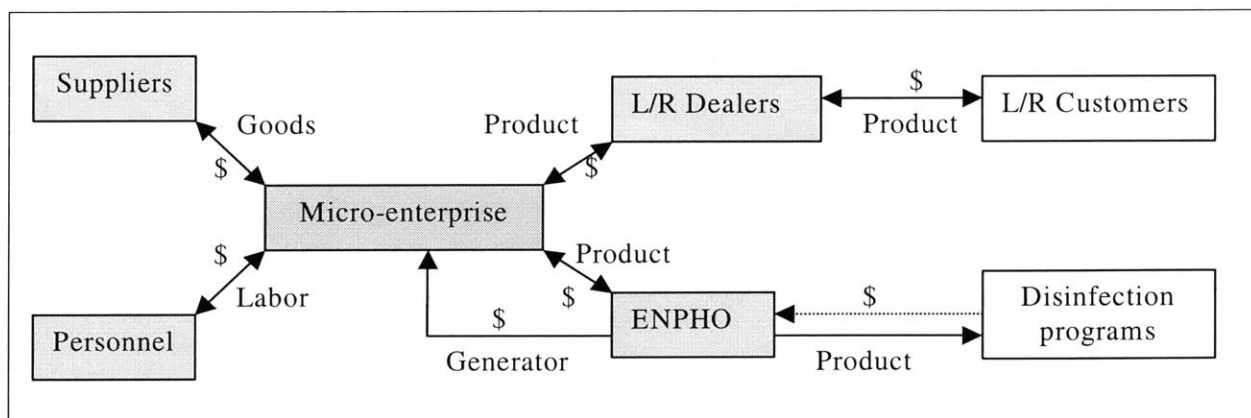 Suppliers
L/R Dealers
$
L/R Customers
Product
Goods
$
Product
$
Micro-enterprise
$
Labor
Product
$
Personnel
ENPHO
$
Disinfection
programs
Product
$
Generator